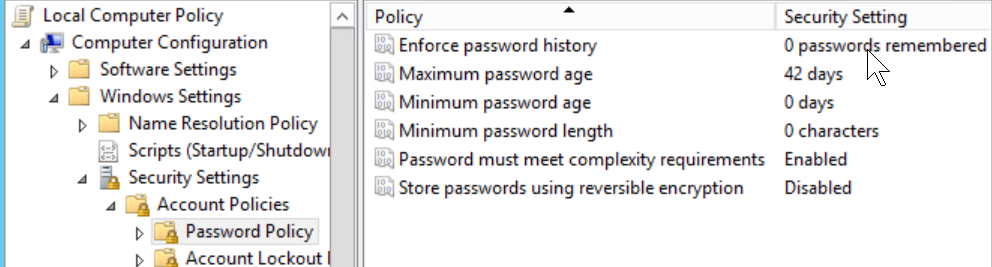 Local Computer Policy
Computer Configuration
Software Settings
Windows Settings
Name Resolution Policy
Scripts (Startup/Shutdown
Security Settings
Account Policies
Password Policy
Account Lockout
Policy Security Setting
Enforce password history 0 passwords remembered
Maximum password age 42 days
Minimum password age 0 days
Minimum password length 0 characters
Password must meet complexity requirements Enabled
Store passwords using reversible encryption Disabled